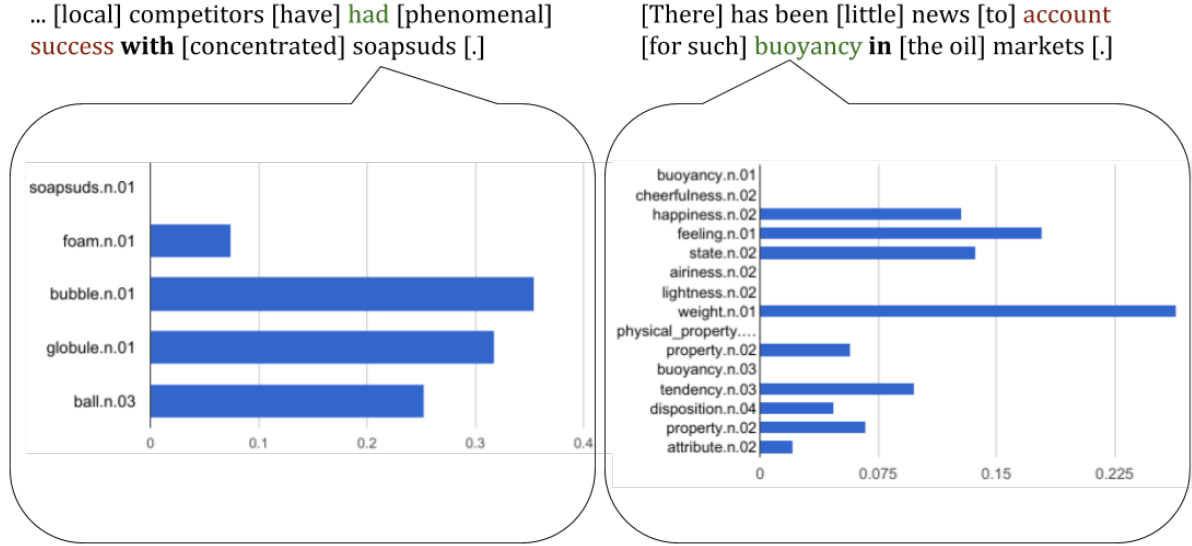 ... [local] competitors [have] had [phenomenal]
success with [concentrated] soapsuds [.]
[There] has been [little] news [to] account
[for such] buoyancy in [the oil] markets [.]
soapsuds.n.01
foam.n.01
bubble.n.01
globule.n.01
ball.n.03
0 0.1 0.2 0.3 0.4
buoyancy.n.01
cheerfulness.n.02
happiness.n.02
feeling.n.01
state.n.02
airiness.n.02
lightness.n.02
weight.n.01
physical_property....
property.n.02
buoyancy.n.03
tendency.n.03
disposition.n.04
property.n.02
attribute.n.02
0 0.075 0.15 0.225